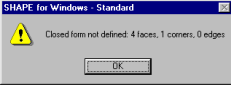 SHAPE for Windows - Standard
Closed form not defined: 4 faces, 1 corners, 0 edges
OK